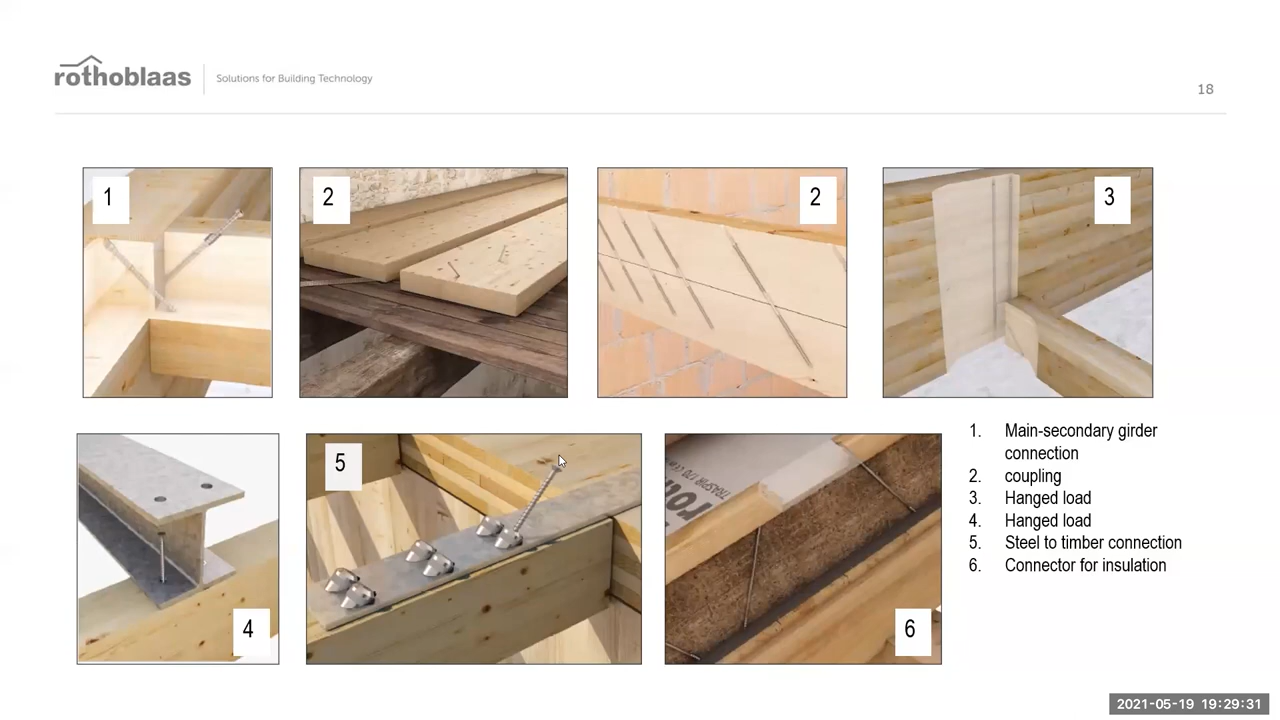 rothoblaas
Solutions for Building Technology
18
1
2
2
3
4
5
6
TRASPIR 170
1. Main-secondary girder
connection
2. coupling
3. Hanged load
4. Hanged load
5. Steel to timber connection
6. Connector for insulation
2021-05-19 19:29:31